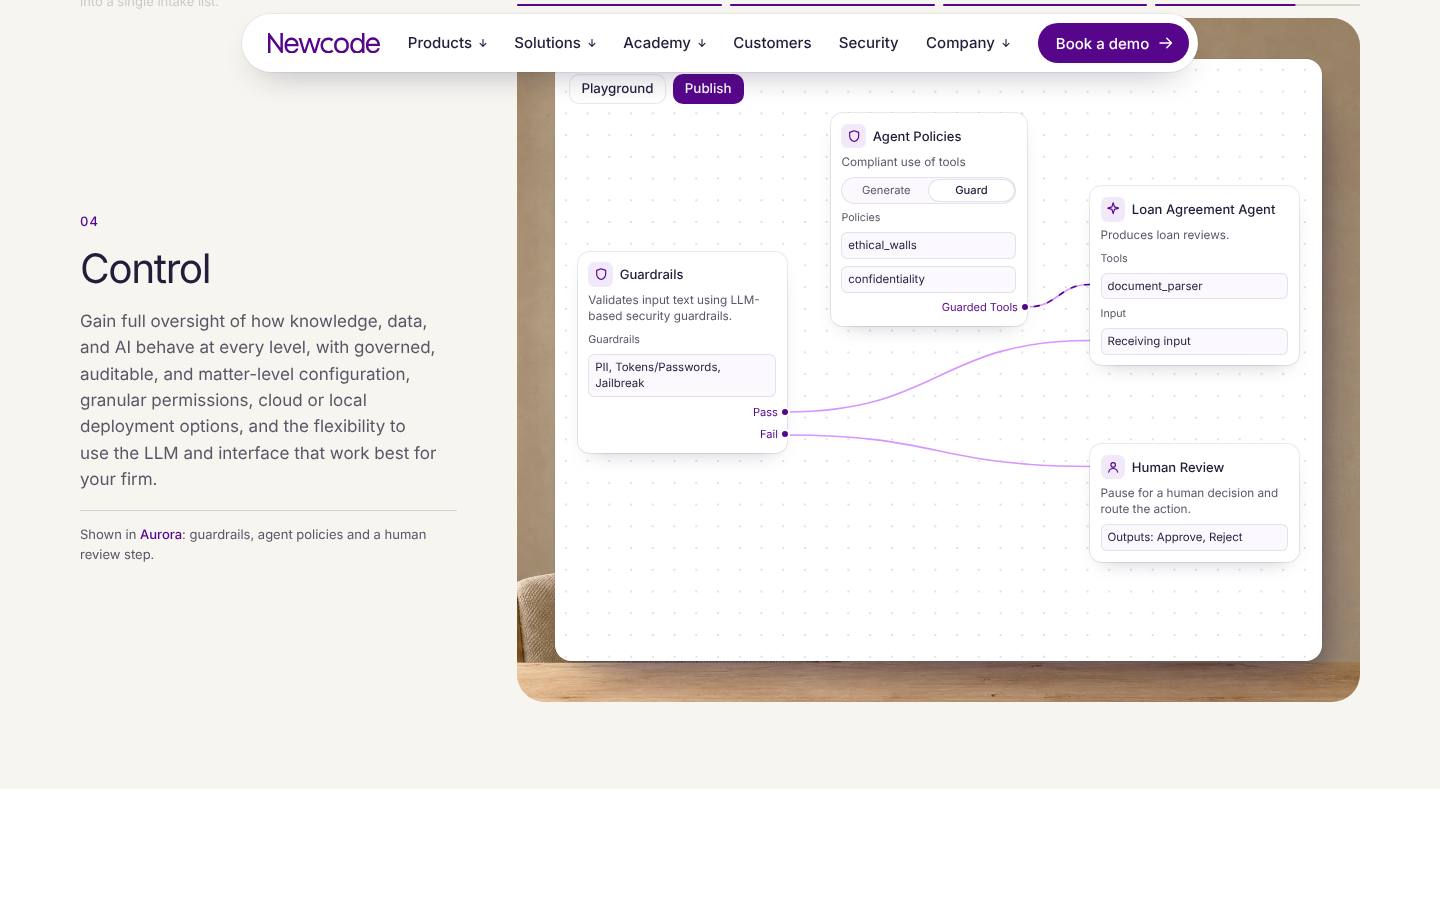 into a single intake list.
Newcode
Products
Solutions
Academy
Customers
Security
Company
Book a demo
04
Control
Gain full oversight of how knowledge, data,
and AI behave at every level, with governed,
auditable, and matter-level configuration,
granular permissions, cloud or local
deployment options, and the flexibility to
use the LLM and interface that work best for
your firm.
Shown in Aurora: guardrails, agent policies and a human
review step.
Playground
Publish
Guardrails
Validates input text using LLM-
based security guardrails.
Guardrails
PII, Tokens/Passwords,
Jailbreak
Pass
Fail
Agent Policies
Compliant use of tools
Generate
Guard
Policies
ethical_walls
confidentiality
Guarded Tools
Loan Agreement Agent
Produces loan reviews.
Tools
document_parser
Input
Receiving input
Human Review
Pause for a human decision and
route the action.
Outputs: Approve, Reject